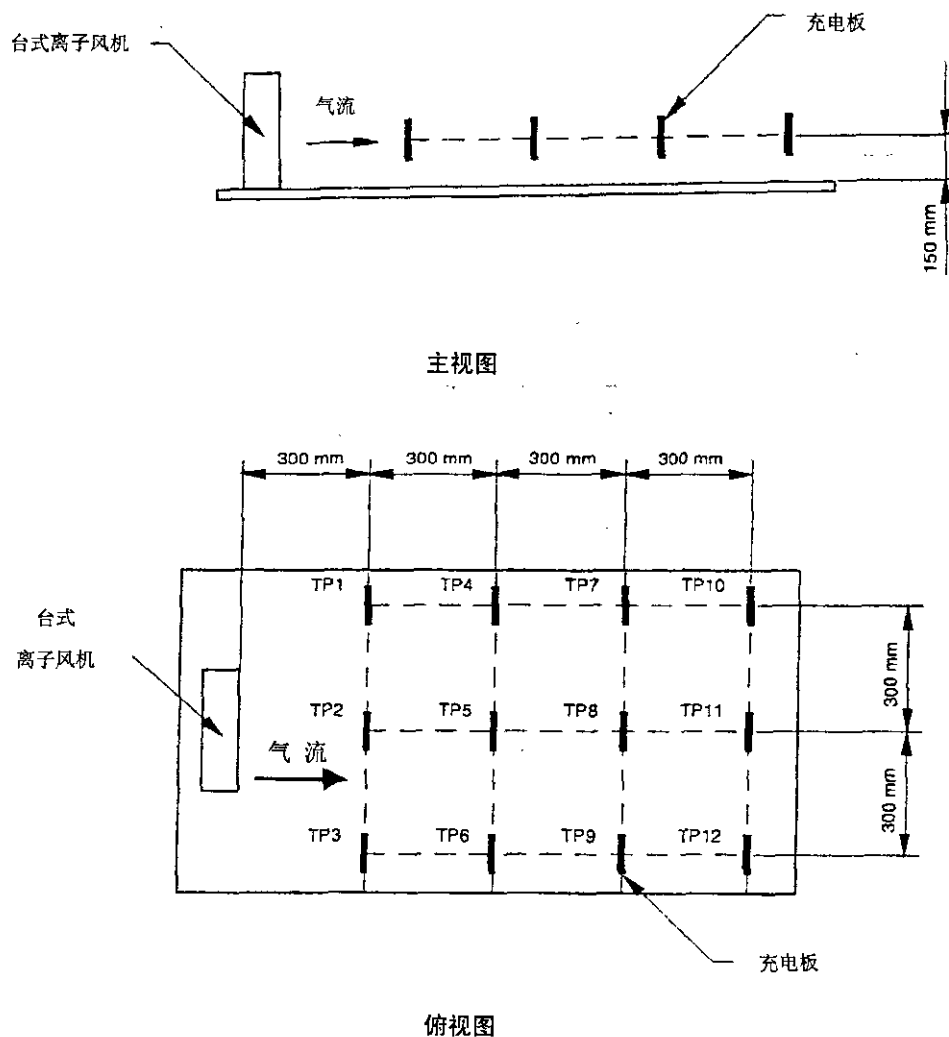 充电板
台式离子风机
气流
150 mm
主视图
300 mm 300 mm 300 mm 300 mm
TP1 TP4 TP7 TP10
台式
离子风机
300 mm
TP2 TP5 TP8 TP11
气 流
300 mm
TP3 TP6 TP9 TP12
充电板
俯视图